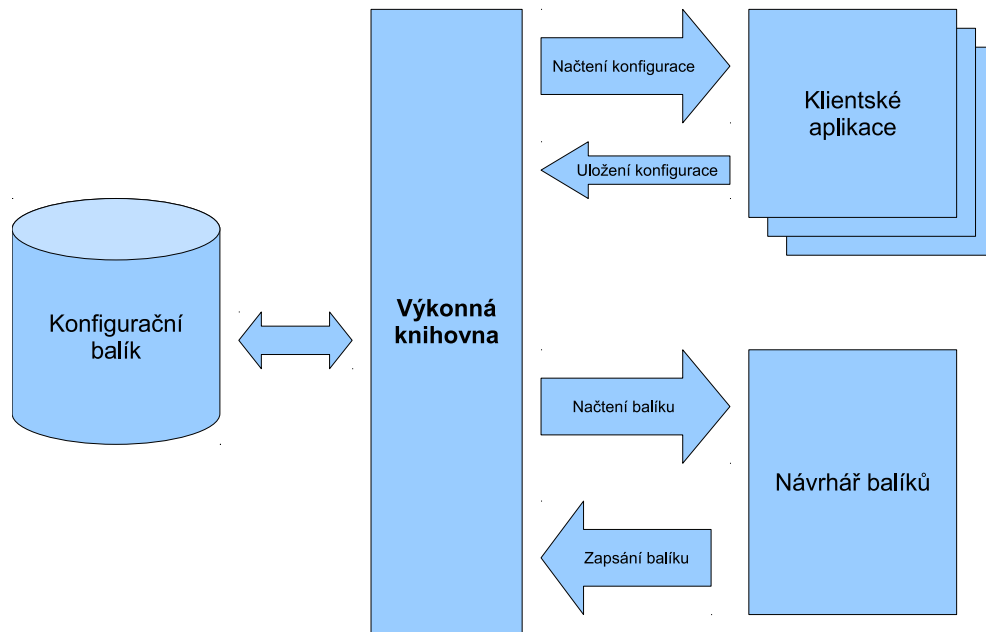 Načtení konfigurace
Klientské
aplikace
Uložení konfigurace
Konfigurační
balík
Výkonná
knihovna
Načtení balíku
Návrhář balíků
Zapsání balíku